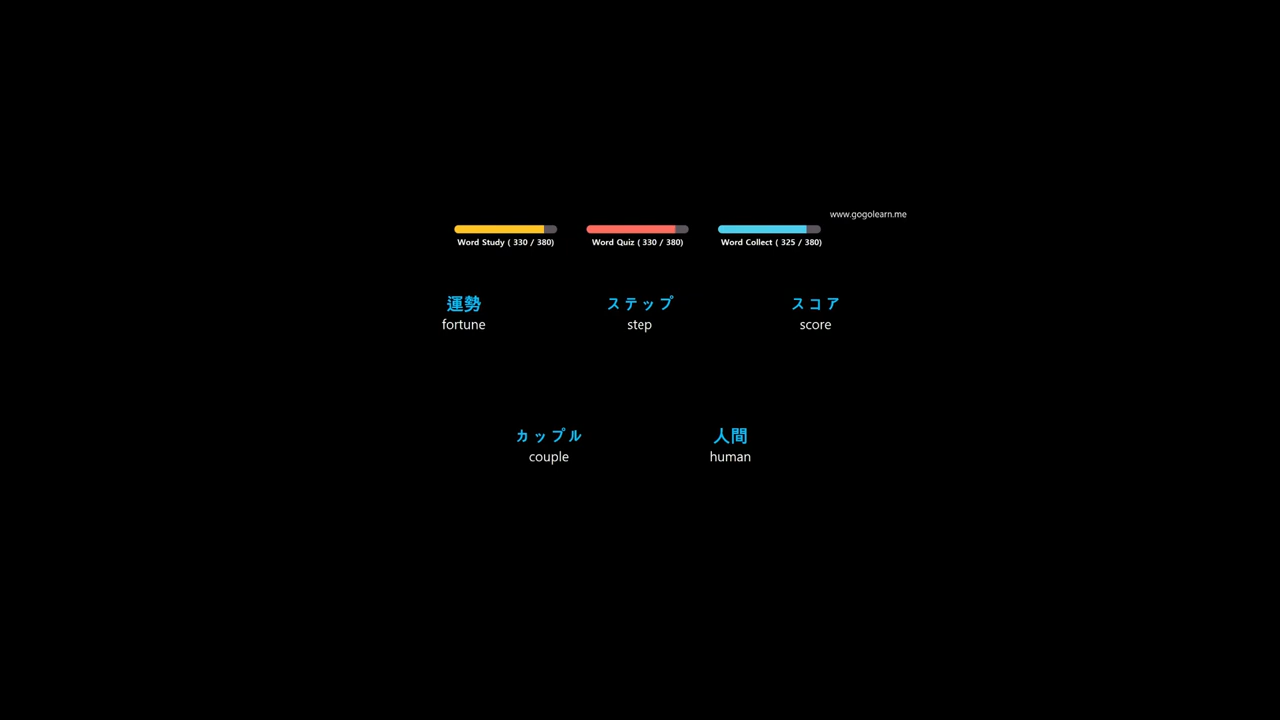 www.gogolearn.me
Word Study ( 330 / 380)
Word Quiz ( 330 / 380)
Word Collect ( 325 / 380)
運勢
fortune
ステップ
step
スコア
score
カップル
couple
人間
human